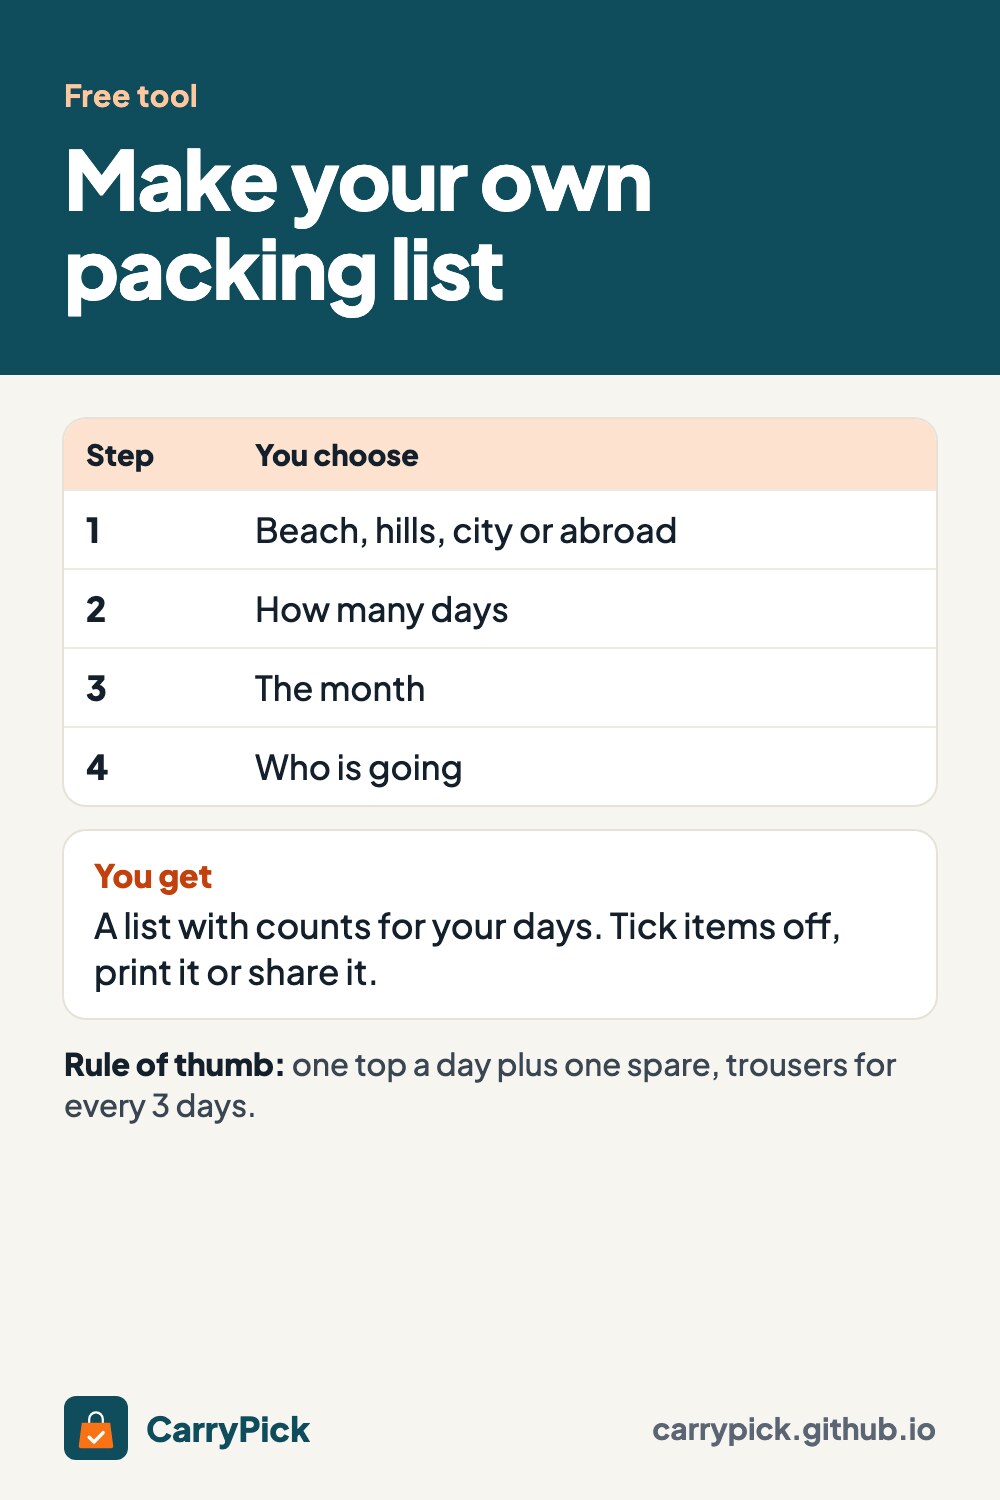 Free tool
Make your own
packing list
Step You choose
1 Beach, hills, city or abroad
2 How many days
3 The month
4 Who is going
You get
A list with counts for your days. Tick items off,
print it or share it.
Rule of thumb: one top a day plus one spare, trousers for
every 3 days.
CarryPick carrypick.github.io